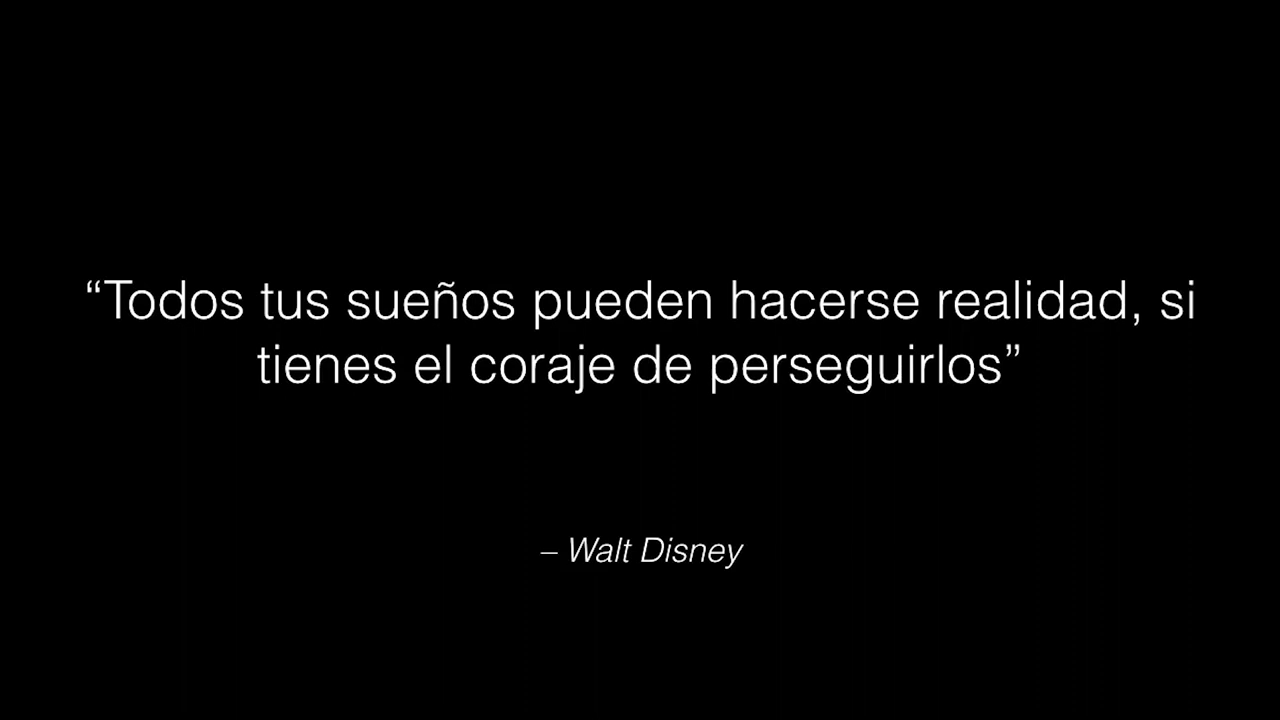 “Todos tus sueños pueden hacerse realidad, si
tienes el coraje de perseguirlos”
– Walt Disney